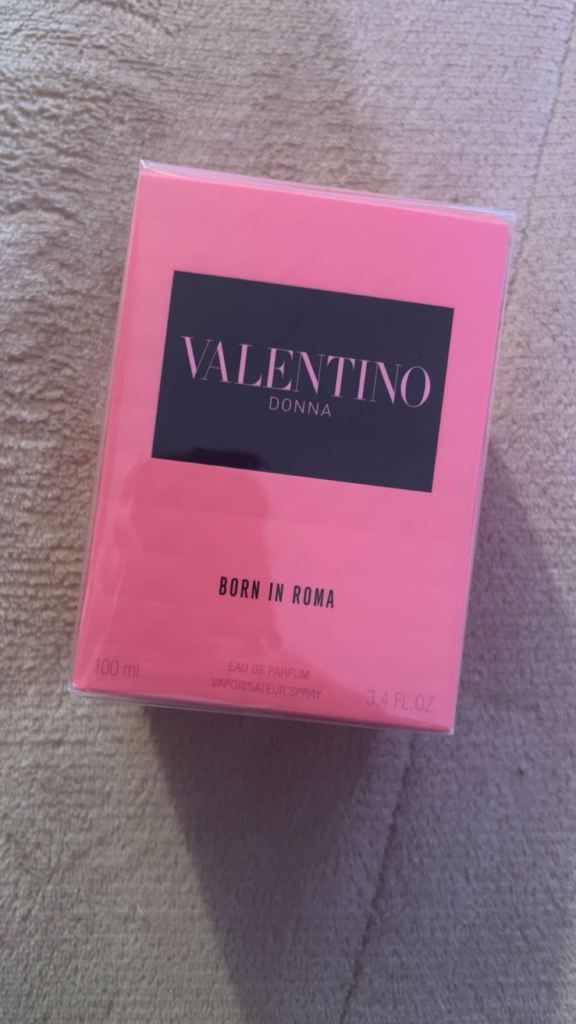 VALENTINO
DONNA
BORN IN ROMA
100 ml
EAU DE PARFUM
VAPORISATEUR SPRAY
3.4 FL.OZ.